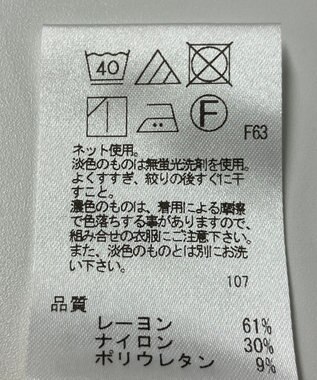 40
F
F63
ネット使用。
淡色のものは無蛍光洗剤を使用。
よくすすぎ、絞りの後すぐに干
すこと。
濃色のものは、着用による摩擦
で色落ちする事がありますので、
組み合せの衣服にご注意下さい。
また、淡色のものとは別にお洗
い下さい。
107
品質
レーヨン 61%
ナイロン 30%
ポリウレタン 9%